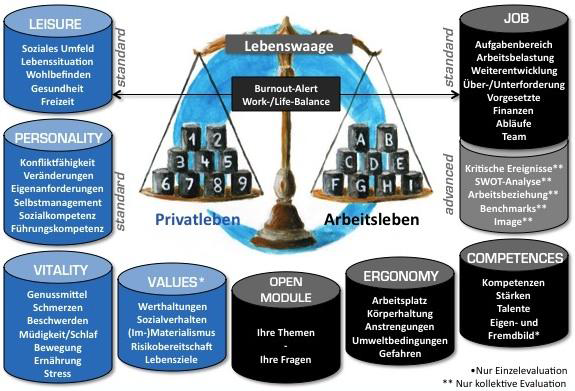 LEISURE
Soziales Umfeld
Lebenssituation
Wohlbefinden
Gesundheit
Freizeit
standard
PERSONALITY
Konfliktfähigkeit
Veränderungen
Eigenanforderungen
Selbstmanagement
Sozialkompetenz
Führungskompetenz
standard
Lebenswaage
Burnout-Alert
Work-/Life-Balance
1 2
3 4 5
6 7 8 9
Privatleben
A B
C D E
F G H I
Arbeitsleben
JOB
standard
Aufgabenbereich
Arbeitsbelastung
Weiterentwicklung
Über-/Unterforderung
Vorgesetzte
Finanzen
Abläufe
Team
advanced
Kritische Ereignisse**
SWOT-Analyse**
Arbeitsbeziehung**
Benchmarks**
Image**
VITALITY
Genussmittel
Schmerzen
Beschwerden
Müdigkeit/Schlaf
Bewegung
Ernährung
Stress
VALUES*
Werthaltungen
Sozialverhalten
(Im-)Materialismus
Risikobereitschaft
Lebensziele
OPEN
MODULE
Ihre Themen
-
Ihre Fragen
ERGONOMY
Arbeitsplatz
Körperhaltung
Anstrengungen
Umweltbedingungen
Gefahren
COMPETENCES
Kompetenzen
Stärken
Talente
Eigen- und
Fremdbild*
•Nur Einzelevaluation
** Nur kollektive Evaluation